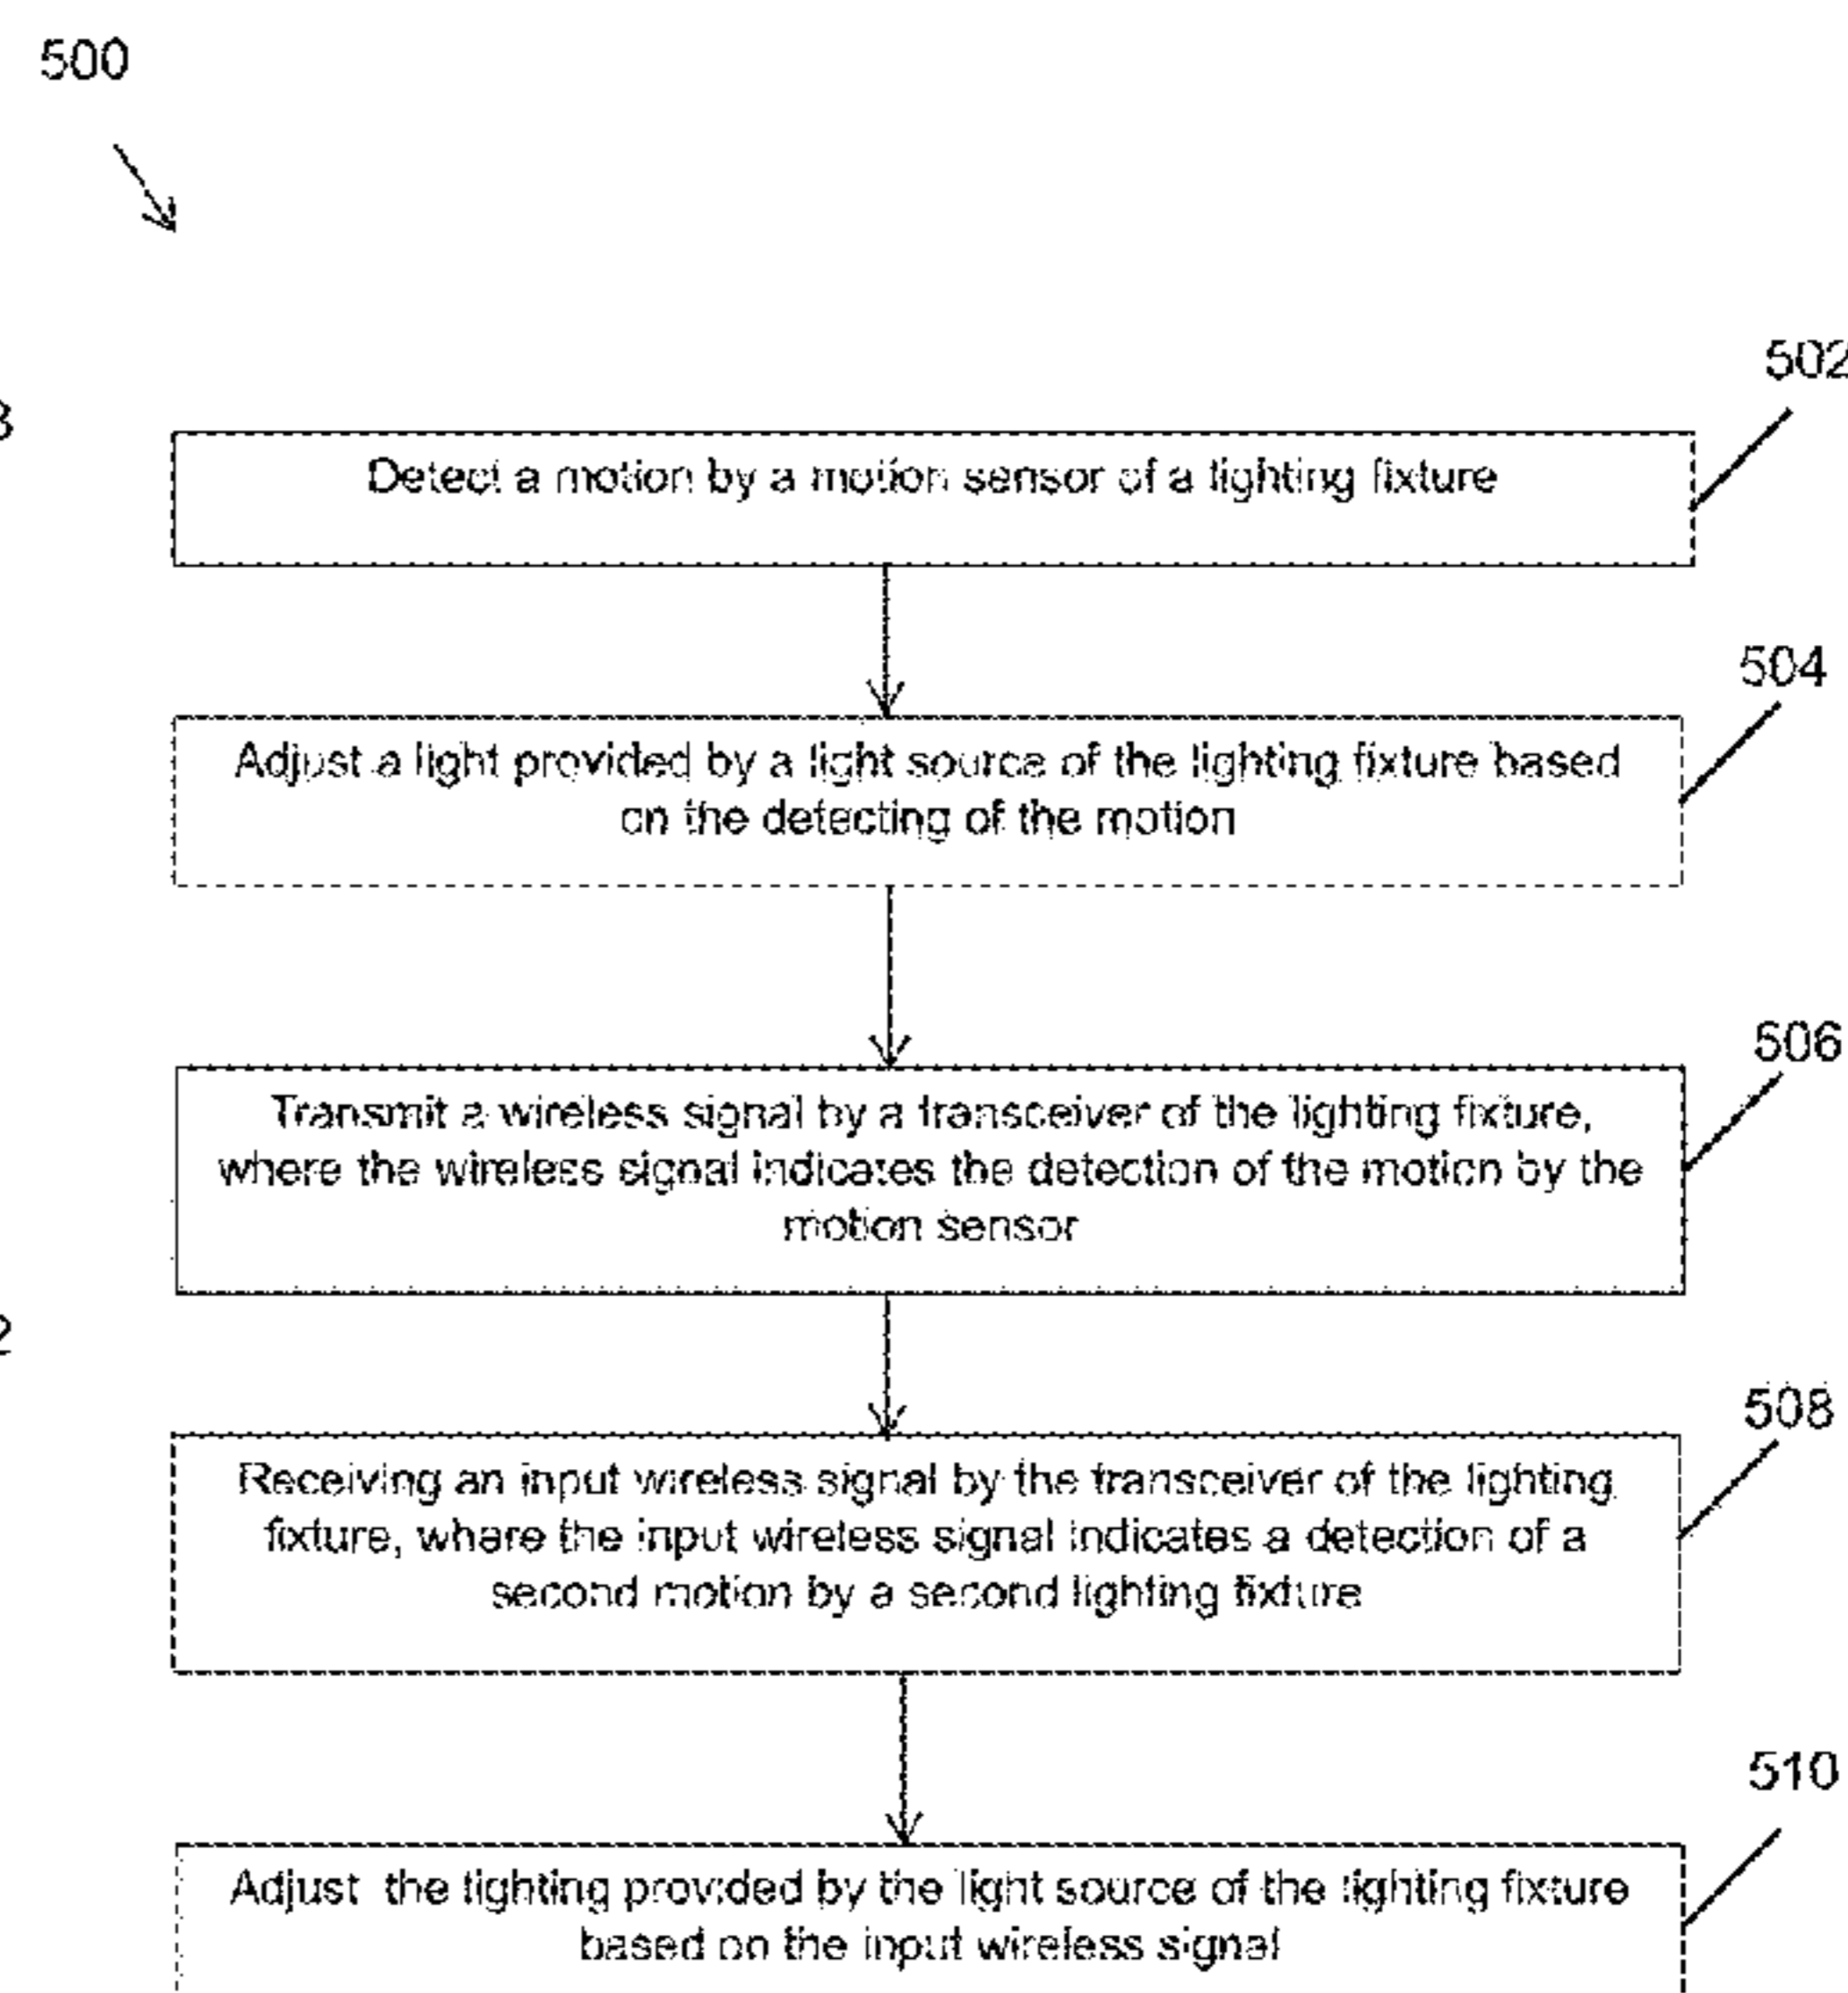 500
502
Detect a motion by a motion sensor of a lighting fixture
504
Adjust a light provided by a light source of the lighting fixture based
on the detecting of the motion
506
Transmit a wireless signal by a transceiver of the lighting fixture,
where the wireless signal indicates the detection of the motion by the
motion sensor
508
Receiving an input wireless signal by the transceiver of the lighting
fixture, where the input wireless signal indicates a detection of a
second motion by a second lighting fixture
510
Adjust the lighting provided by the light source of the lighting fixture
based on the input wireless signal